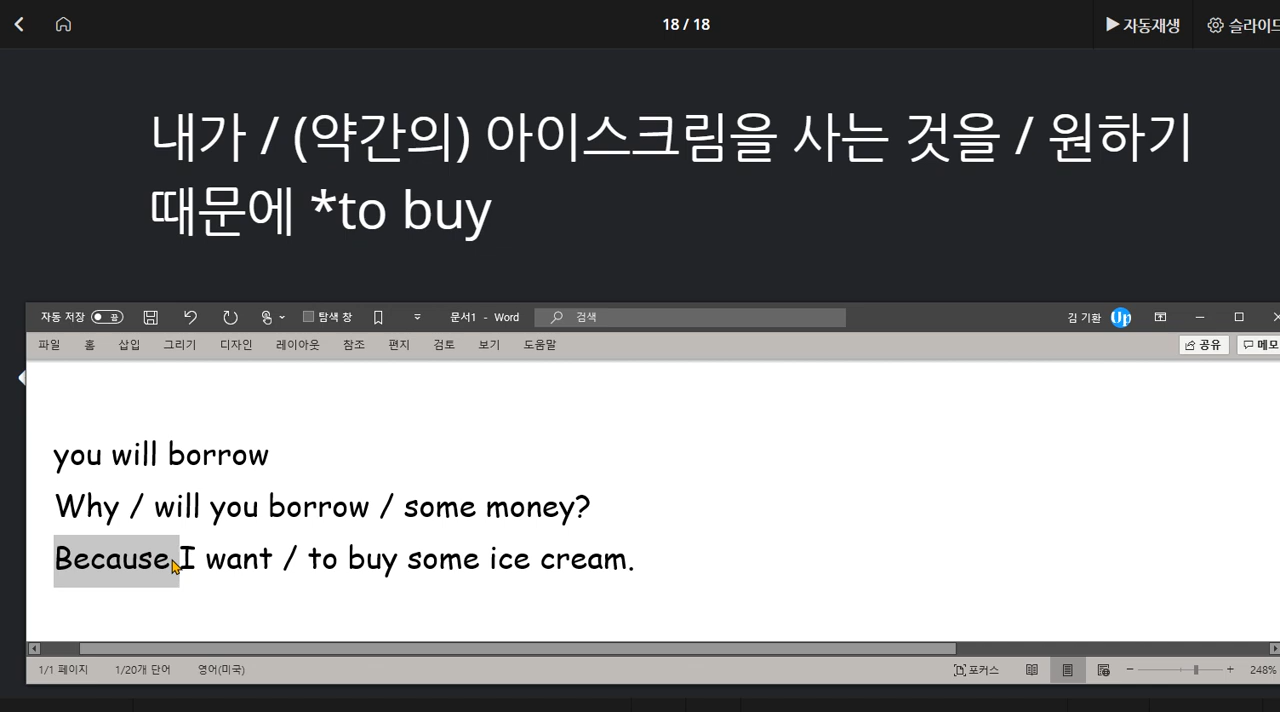 18 / 18
▶ 자동재생
슬라이드
내가 / (약간의) 아이스크림을 사는 것을 / 원하기
때문에 *to buy
자동 저장 끔 탐색 창 문서1 - Word 검색 김 기환 Up
파일 홈 삽입 그리기 디자인 레이아웃 참조 편지 검토 보기 도움말 공유 메모
you will borrow
Why / will you borrow / some money?
Because I want / to buy some ice cream.
1/1 페이지 1/20개 단어 영어(미국) 포커스 248%